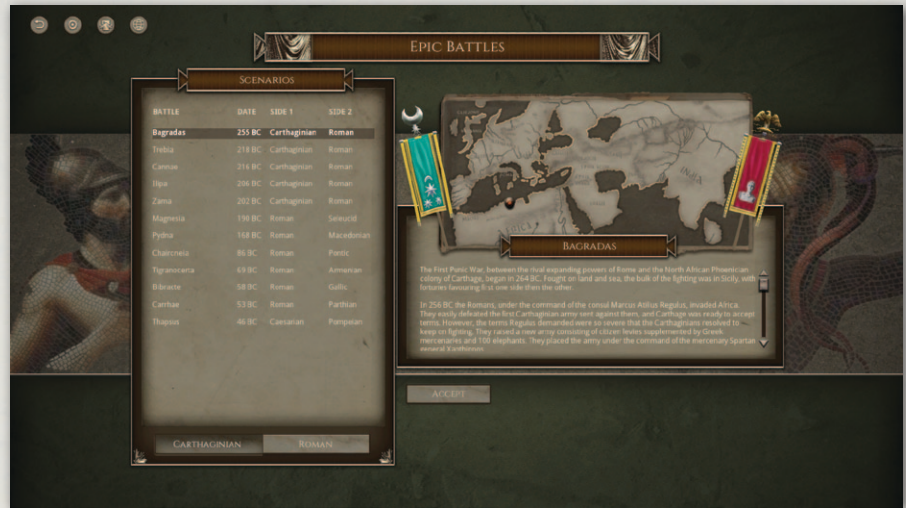 EPIC BATTLES
SCENARIOS
BATTLE DATE SIDE 1 SIDE 2
Bagradas 255 BC Carthaginian Roman
Trebia 218 BC Carthaginian Roman
Cannae 216 BC Carthaginian Roman
Ilipa 206 BC Carthaginian Roman
Zama 202 BC Carthaginian Roman
Magnesia 190 BC Roman Seleucid
Pydna 168 BC Roman Macedonian
Chaironeia 86 BC Roman Pontic
Tigranocerta 69 BC Roman Armenian
Bibracte 58 BC Roman Gallic
Carrhae 53 BC Roman Parthian
Thapsus 46 BC Caesarian Pompeian
CARTHAGINIAN ROMAN
INDIA
BAGRADAS
The First Punic War, between the rival expanding powers of Rome and the North African Phoenician
colony of Carthage, began in 264 BC. Fought on land and sea, the bulk of the fighting was in Sicily, with
fortunes favouring first one side then the other.
In 256 BC the Romans, under the command of the consul Marcus Atilius Regulus, invaded Africa.
They easily defeated the first Carthaginian army sent against them, and Carthage was ready to accept
terms. However, the terms Regulus demanded were so severe that the Carthaginians resolved to
keep on fighting. They raised a new army consisting of citizen levies supplemented by Greek
mercenaries and 100 elephants. They placed the army under the command of the mercenary Spartan
general Xanthippus
ACCEPT